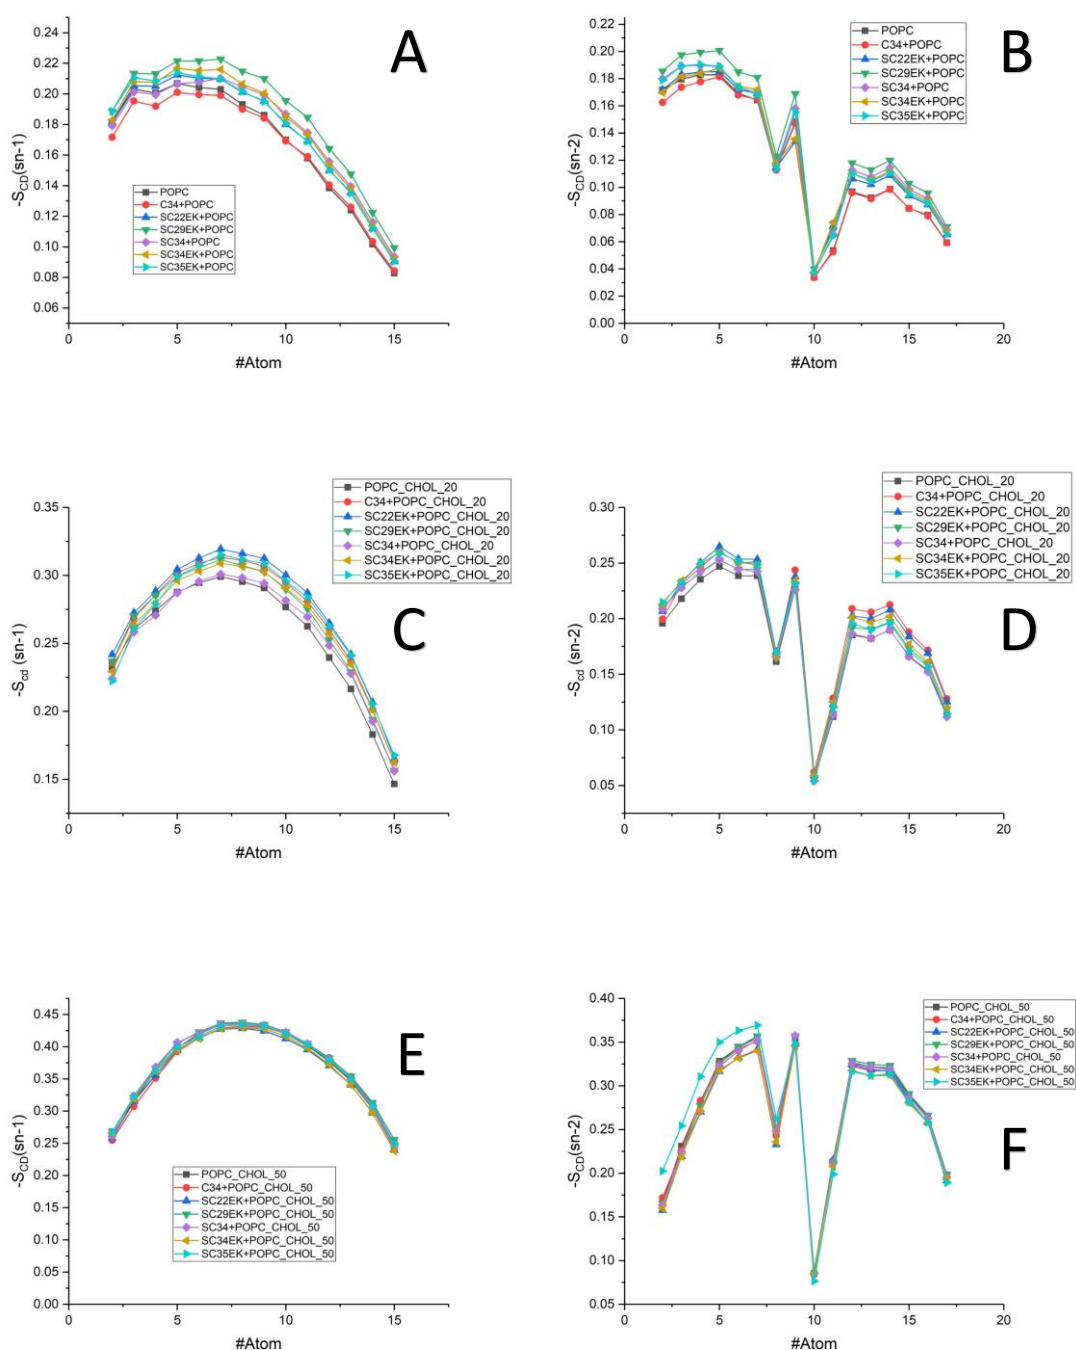 A
-S_CD(sn-1)
0.24
0.22
0.20
0.18
0.16
0.14
0.12
0.10
0.08
0.06
POPC
C34+POPC
SC22EK+POPC
SC29EK+POPC
SC34+POPC
SC34EK+POPC
SC35EK+POPC
0 5 10 15
#Atom
B
-S_CD(sn-2)
0.22
0.20
0.18
0.16
0.14
0.12
0.10
0.08
0.06
0.04
0.02
0.00
POPC
C34+POPC
SC22EK+POPC
SC29EK+POPC
SC34+POPC
SC34EK+POPC
SC35EK+POPC
0 5 10 15 20
#Atom
C
-S_cd (sn-1)
0.35
0.30
0.25
0.20
0.15
POPC_CHOL_20
C34+POPC_CHOL_20
SC22EK+POPC_CHOL_20
SC29EK+POPC_CHOL_20
SC34+POPC_CHOL_20
SC34EK+POPC_CHOL_20
SC35EK+POPC_CHOL_20
0 5 10 15
#Atom
D
-S_cd (sn-2)
0.30
0.25
0.20
0.15
0.10
0.05
POPC_CHOL_20
C34+POPC_CHOL_20
SC22EK+POPC_CHOL_20
SC29EK+POPC_CHOL_20
SC34+POPC_CHOL_20
SC34EK+POPC_CHOL_20
SC35EK+POPC_CHOL_20
0 5 10 15 20
#Atom
E
-S_CD(sn-1)
0.45
0.40
0.35
0.30
0.25
0.20
0.15
0.10
0.05
0.00
POPC_CHOL_50
C34+POPC_CHOL_50
SC22EK+POPC_CHOL_50
SC29EK+POPC_CHOL_50
SC34+POPC_CHOL_50
SC34EK+POPC_CHOL_50
SC35EK+POPC_CHOL_50
0 5 10 15
#Atom
F
-S_CD(sn-2)
0.40
0.35
0.30
0.25
0.20
0.15
0.10
0.05
POPC_CHOL_50
C34+POPC_CHOL_50
SC22EK+POPC_CHOL_50
SC29EK+POPC_CHOL_50
SC34+POPC_CHOL_50
SC34EK+POPC_CHOL_50
SC35EK+POPC_CHOL_50
0 5 10 15 20
#Atom